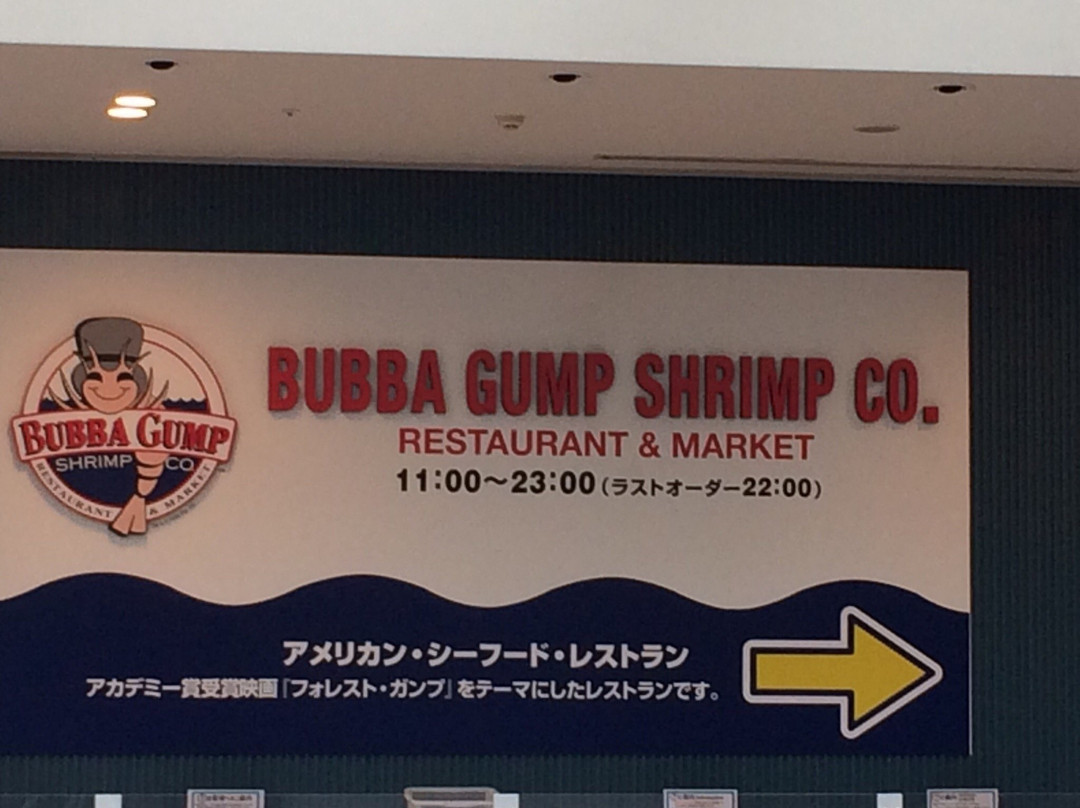 BUBBA GUMP
SHRIMP CO
RESTAURANT & MARKET
BUBBA GUMP SHRIMP CO.
RESTAURANT & MARKET
11:00〜23:00(ラストオーダー22:00)
アメリカン・シーフード・レストラン
アカデミー賞受賞映画『フォレスト・ガンプ』をテーマにしたレストランです。